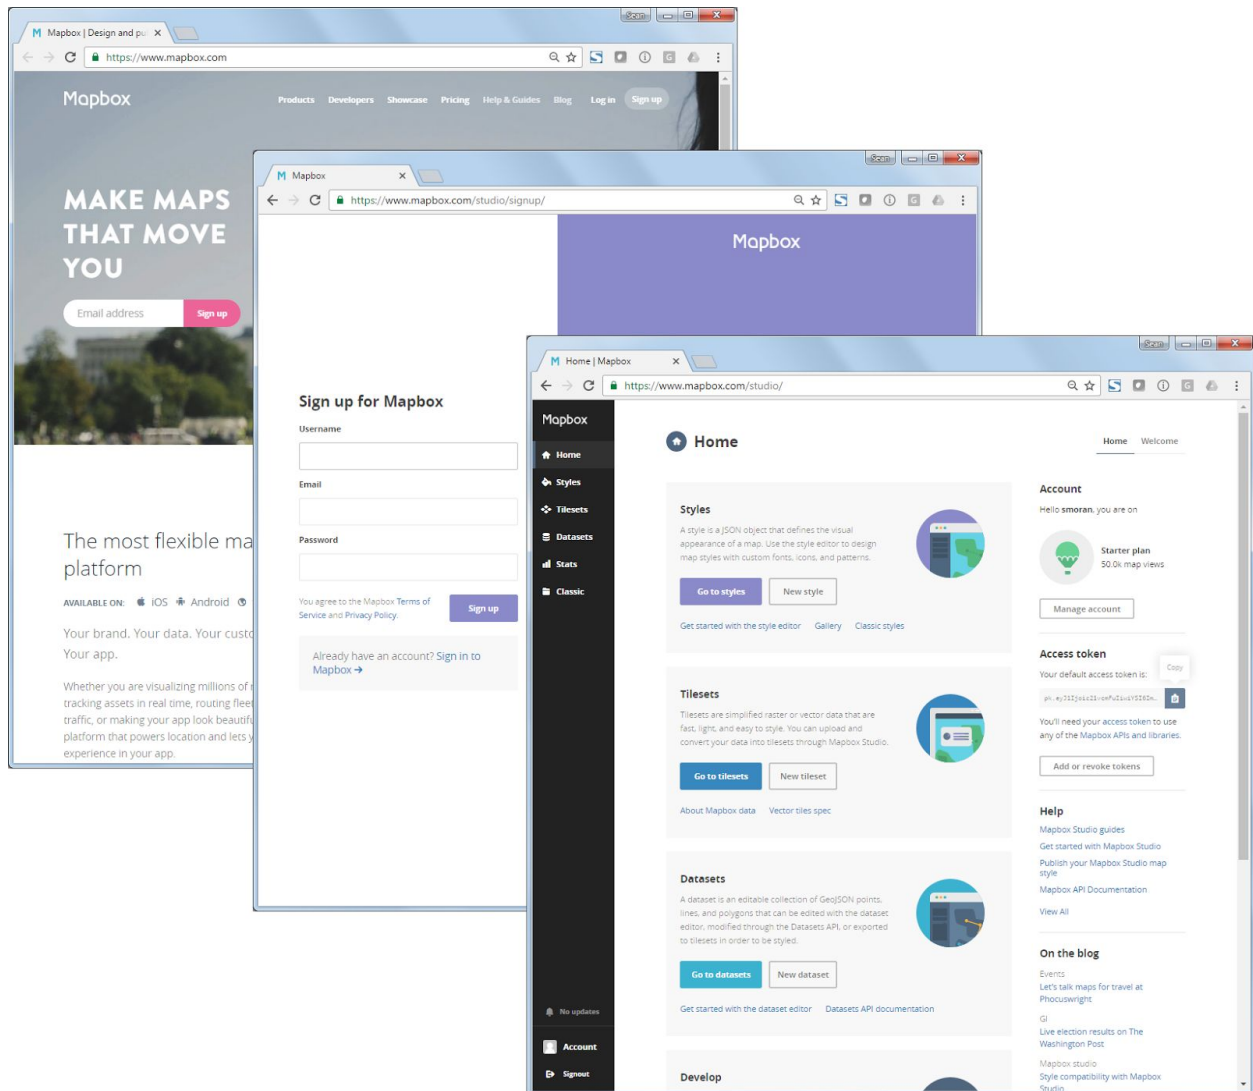 Sean
Mapbox | Design and pu
https://www.mapbox.com
Mapbox
Products Developers Showcase Pricing Help & Guides Blog Log in Sign up
MAKE MAPS
THAT MOVE
YOU
Email address Sign up
The most flexible ma
platform
AVAILABLE ON: iOS Android
Your brand. Your data. Your custo
Your app.
Whether you are visualizing millions of r
tracking assets in real time, routing fleet
traffic, or making your app look beautifu
platform that powers location and lets y
experience in your app.
Sean
Mapbox
https://www.mapbox.com/studio/signup/
Mapbox
Sign up for Mapbox
Username
Email
Password
You agree to the Mapbox Terms of
Service and Privacy Policy.
Sign up
Already have an account? Sign in to
Mapbox →
Sean
Home | Mapbox
https://www.mapbox.com/studio/
Mapbox
Home
Styles
Tilesets
Datasets
Stats
Classic
No updates
Account
Signout
Home
Home Welcome
Styles
A style is a JSON object that defines the visual
appearance of a map. Use the style editor to design
map styles with custom fonts, icons, and patterns.
Go to styles New style
Get started with the style editor Gallery Classic styles
Tilesets
Tilesets are simplified raster or vector data that are
fast, light, and easy to style. You can upload and
convert your data into tilesets through Mapbox Studio.
Go to tilesets New tileset
About Mapbox data Vector tiles spec
Datasets
A dataset is an editable collection of GeoJSON points,
lines, and polygons that can be edited with the dataset
editor, modified through the Datasets API, or exported
to tilesets in order to be styled.
Go to datasets New dataset
Get started with the dataset editor Datasets API documentation
Develop
Account
Hello smoran, you are on
Starter plan
50.0k map views
Manage account
Access token
Copy
Your default access token is:
You'll need your access token to use
any of the Mapbox APIs and libraries.
Add or revoke tokens
Help
Mapbox Studio guides
Get started with Mapbox Studio
Publish your Mapbox Studio map
style
Mapbox API Documentation
View All
On the blog
Events
Let's talk maps for travel at
Phocuswright
GI
Live election results on The
Washington Post
Mapbox studio
Style compatibility with Mapbox
Studio